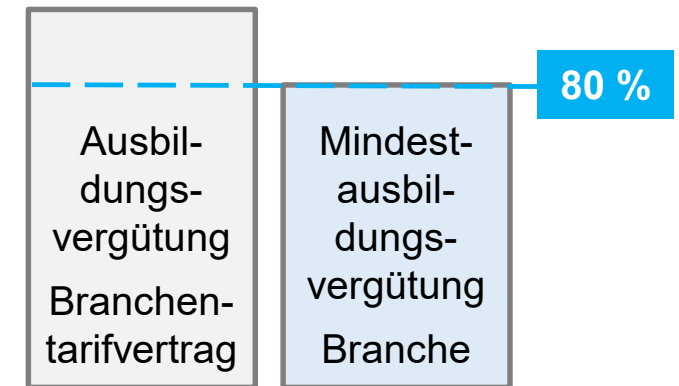 80 %
Ausbil-
dungs-
vergütung
Branchen-
tarifvertrag
Mindest-
ausbil-
dungs-
vergütung
Branche